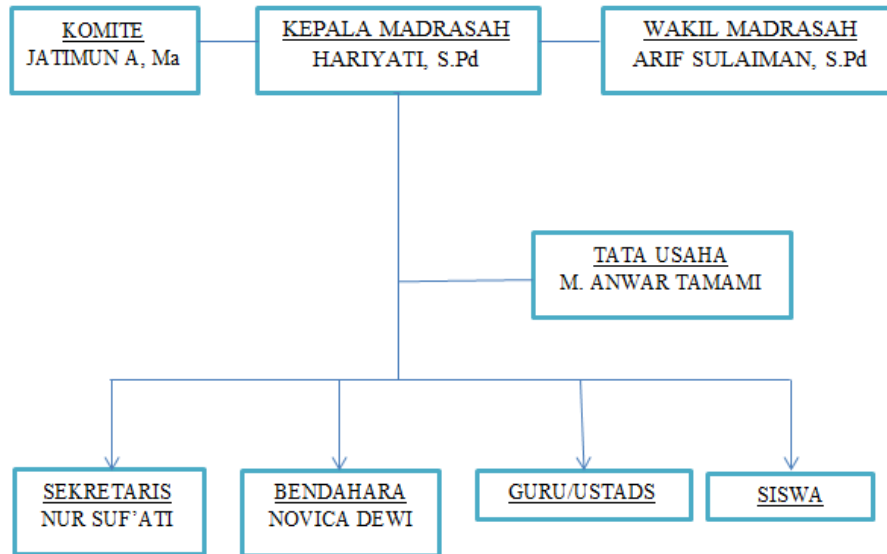 KOMITE
JATIMUN A, Ma
KEPALA MADRASAH
HARIYATI, S.Pd
WAKIL MADRASAH
ARIF SULAIMAN, S.Pd
TATA USAHA
M. ANWAR TAMAMI
SEKRETARIS
NUR SUF’ATI
BENDAHARA
NOVICA DEWI
GURU/USTADS
SISWA